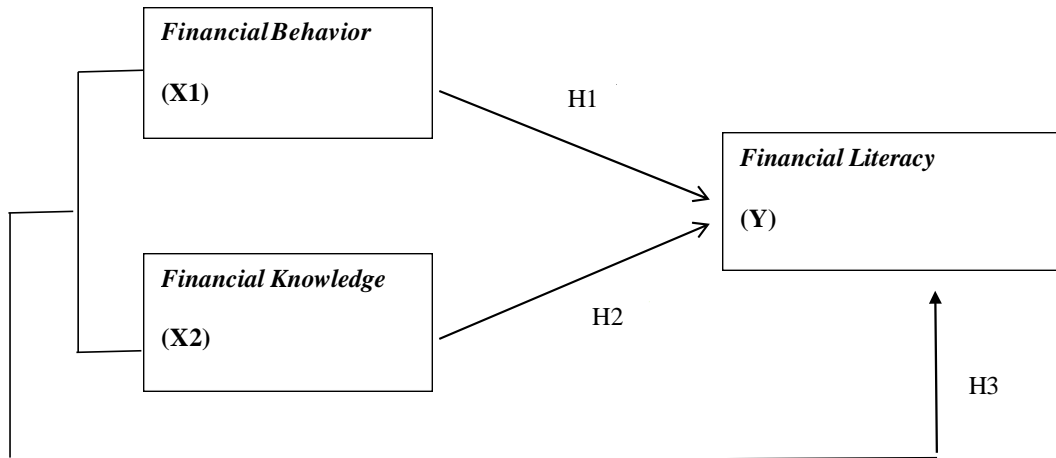 Financial Behavior
(X1)
H1
Financial Literacy
(Y)
Financial Knowledge
(X2)
H2
H3